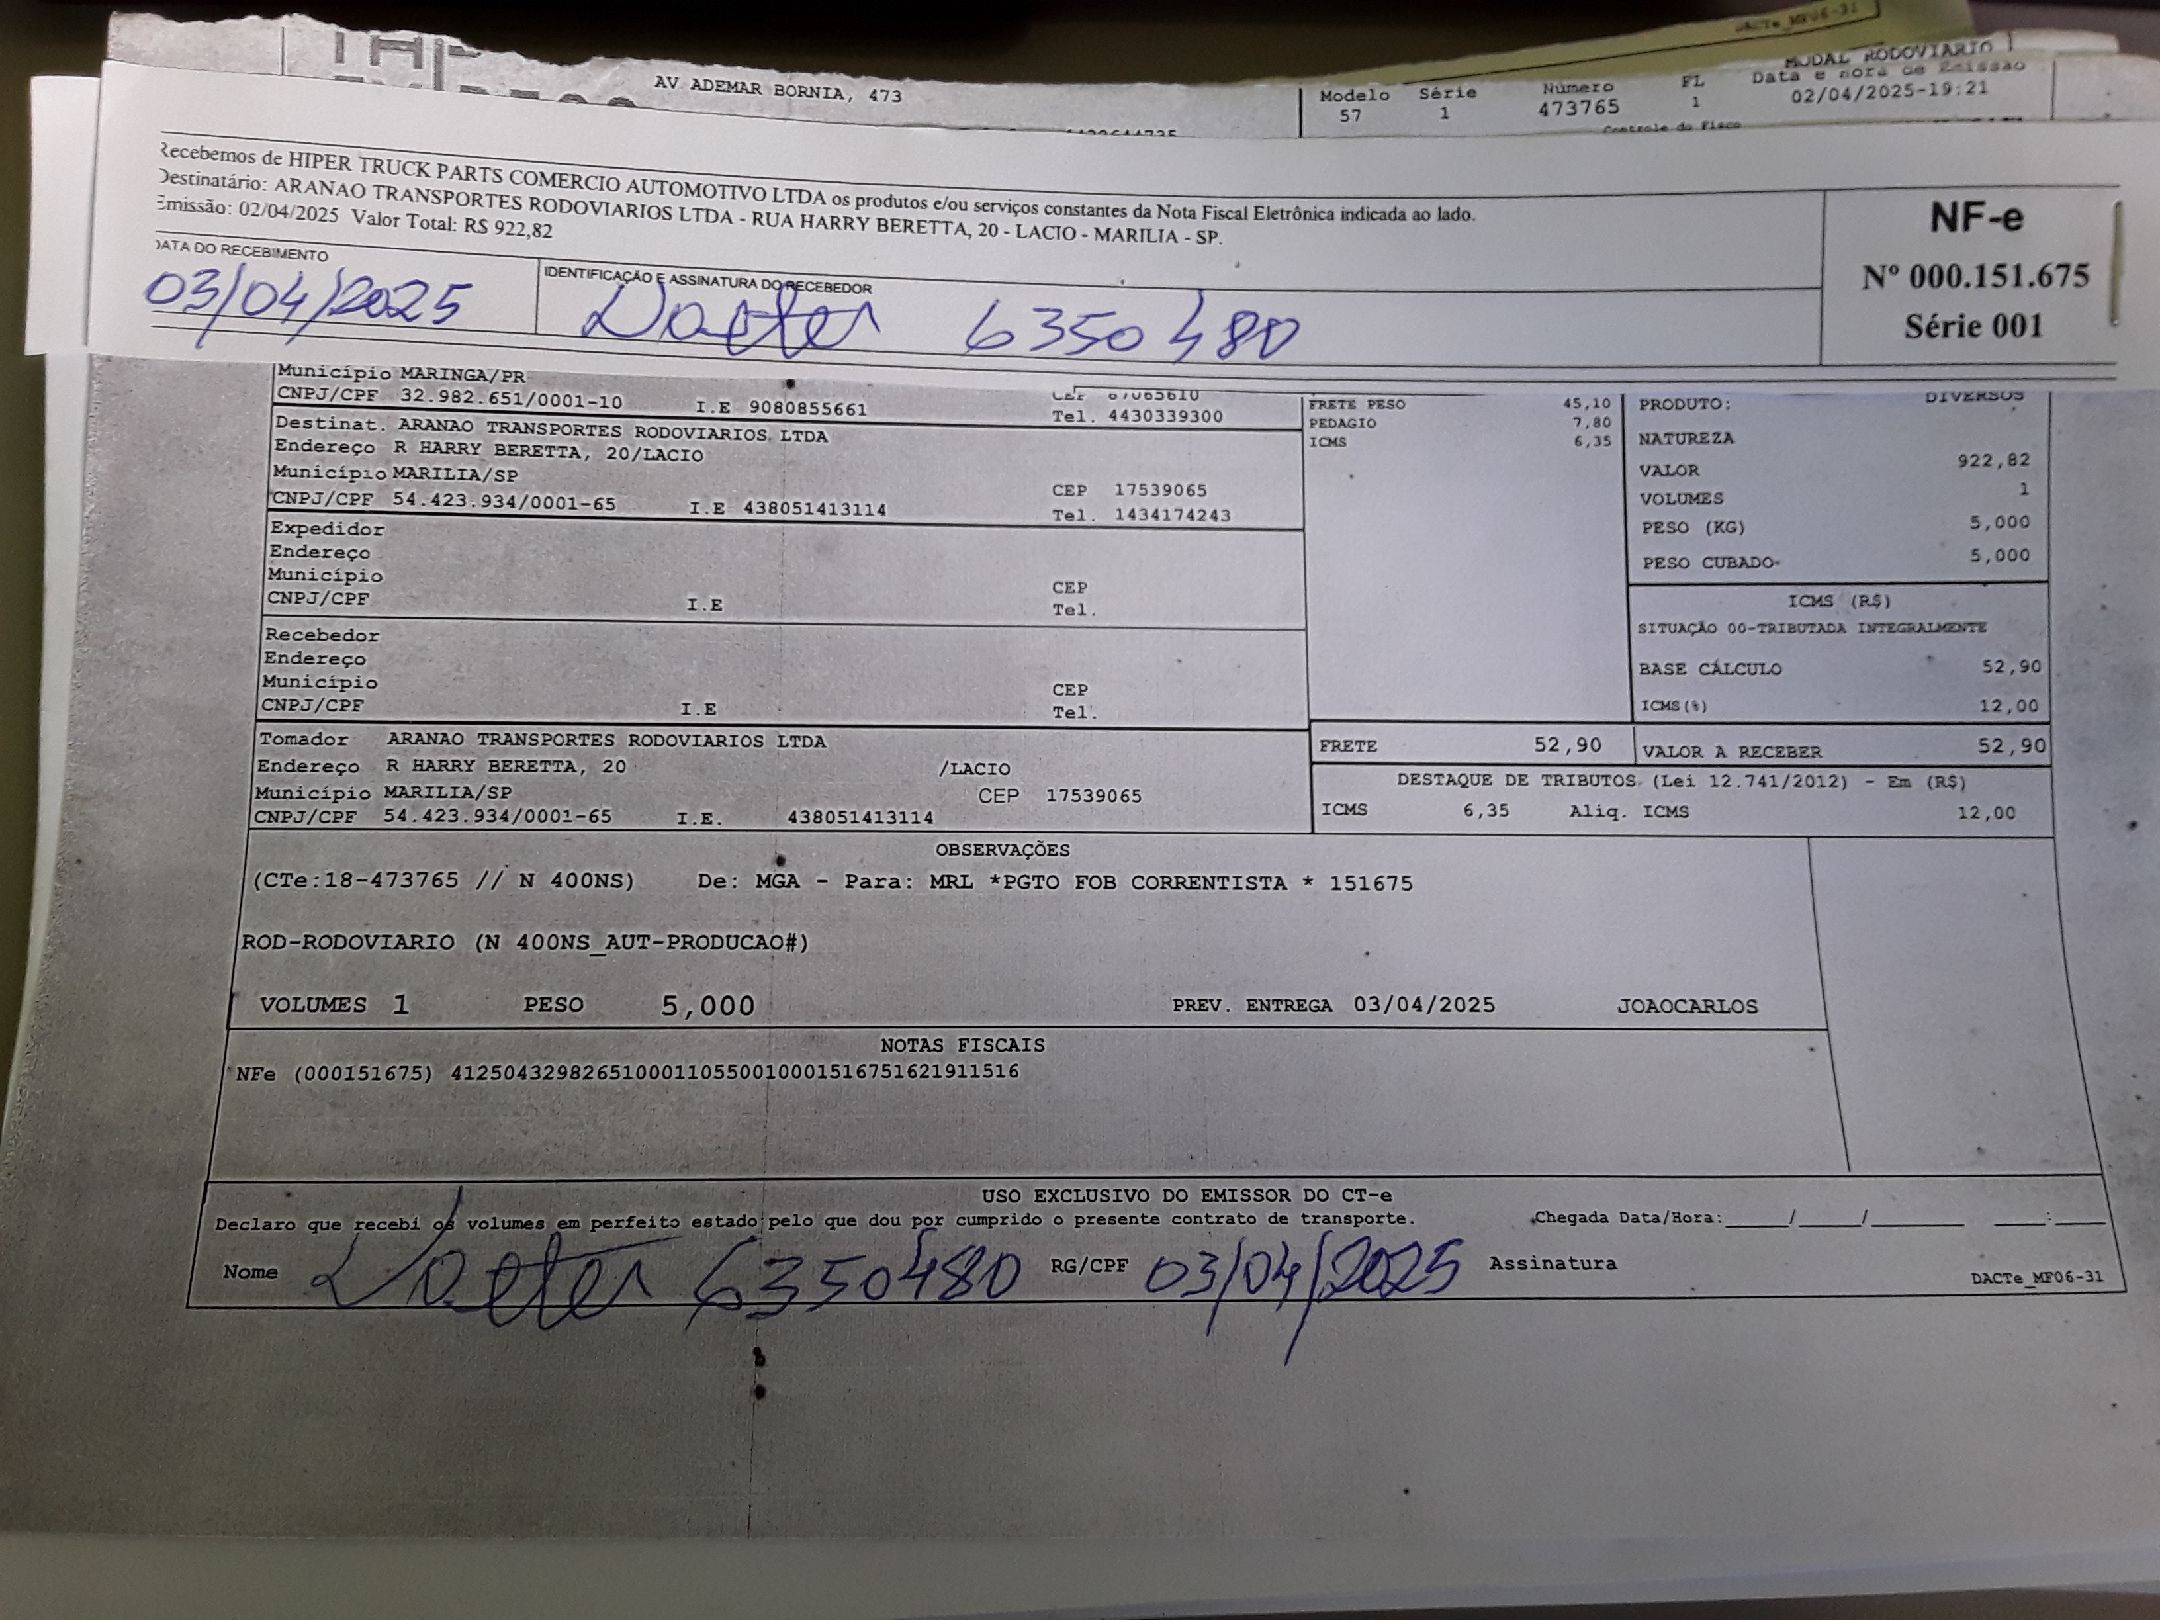 DACTe_MF06-31
MODAL RODOVIARIO
AV ADEMAR BORNIA, 473
Modelo Série Número FL Data e hora de Emissão
57 1 473765 1 02/04/2025-19:21
Controle do Fisco
Recebemos de HIPER TRUCK PARTS COMERCIO AUTOMOTIVO LTDA os produtos e/ou serviços constantes da Nota Fiscal Eletrônica indicada ao lado.
Destinatário: ARANAO TRANSPORTES RODOVIARIOS LTDA - RUA HARRY BERETTA, 20 - LACIO - MARILIA - SP.
Emissão: 02/04/2025 Valor Total: R$ 922,82
NF-e
Nº 000.151.675
Série 001
DATA DO RECEBIMENTO
03/04/2025
IDENTIFICAÇÃO E ASSINATURA DO RECEBEDOR
6350480
Município MARINGA/PR
CEP 87065610
CNPJ/CPF 32.982.651/0001-10 I.E 9080855661 Tel. 4430339300
Destinat. ARANAO TRANSPORTES RODOVIARIOS LTDA
Endereço R HARRY BERETTA, 20/LACIO
Município MARILIA/SP CEP 17539065
CNPJ/CPF 54.423.934/0001-65 I.E 438051413114 Tel. 1434174243
Expedidor
Endereço
Município CEP
CNPJ/CPF I.E Tel.
Recebedor
Endereço
Município CEP
CNPJ/CPF I.E Tel.
Tomador ARANAO TRANSPORTES RODOVIARIOS LTDA
Endereço R HARRY BERETTA, 20 /LACIO
Município MARILIA/SP CEP 17539065
CNPJ/CPF 54.423.934/0001-65 I.E. 438051413114
FRETE PESO 45,10
PEDAGIO 7,80
ICMS 6,35
PRODUTO: DIVERSOS
NATUREZA
VALOR 922,82
VOLUMES 1
PESO (KG) 5,000
PESO CUBADO 5,000
ICMS (R$)
SITUAÇÃO 00-TRIBUTADA INTEGRALMENTE
BASE CÁLCULO 52,90
ICMS(%) 12,00
FRETE 52,90 VALOR A RECEBER 52,90
DESTAQUE DE TRIBUTOS (Lei 12.741/2012) - Em (R$)
ICMS 6,35 Aliq. ICMS 12,00
OBSERVAÇÕES
(CTe:18-473765 // N 400NS) De: MGA - Para: MRL *PGTO FOB CORRENTISTA * 151675
ROD-RODOVIARIO (N 400NS_AUT-PRODUCAO#)
VOLUMES 1 PESO 5,000 PREV. ENTREGA 03/04/2025 JOAOCARLOS
NOTAS FISCAIS
NFe (000151675) 41250432982651000110550010001516751621911516
USO EXCLUSIVO DO EMISSOR DO CT-e
Declaro que recebi os volumes em perfeito estado pelo que dou por cumprido o presente contrato de transporte. Chegada Data/Hora:_____/_____/________ ____:____
Nome 6350480 RG/CPF 03/04/2025 Assinatura
DACTe_MF06-31